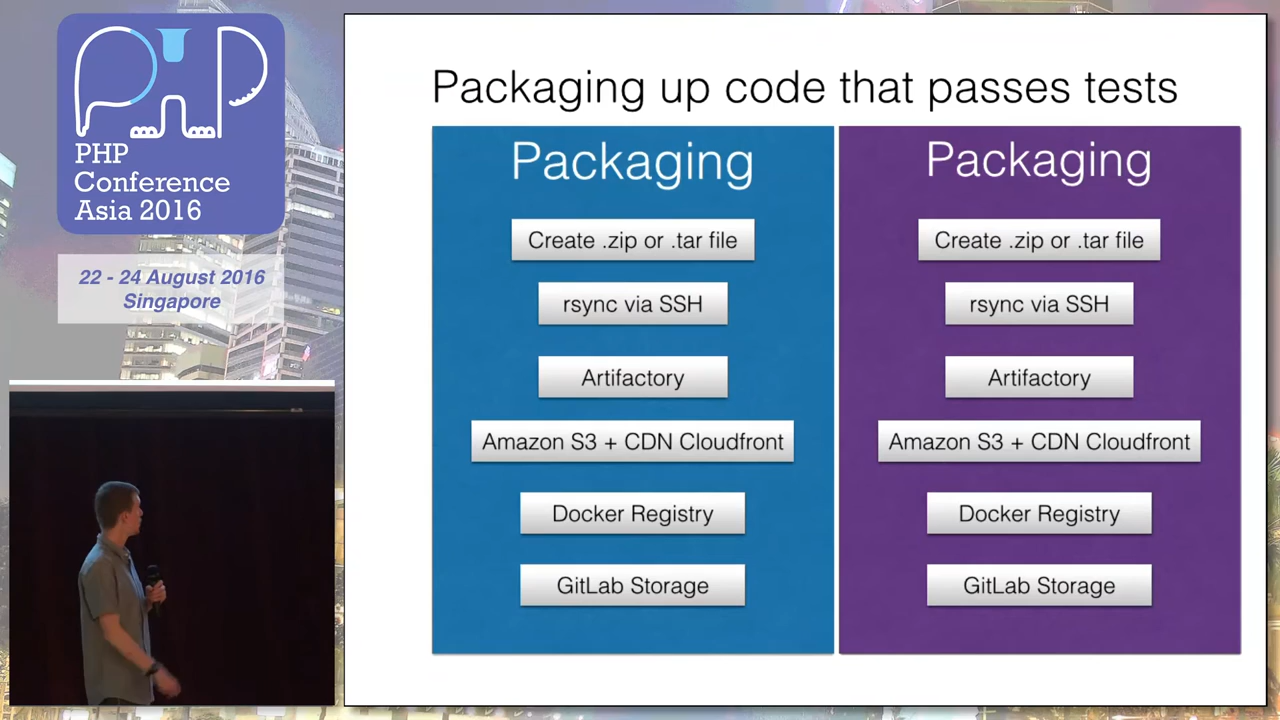 PHP
Conference
Asia 2016
22 - 24 August 2016
Singapore
Packaging up code that passes tests
Packaging
Create .zip or .tar file
rsync via SSH
Artifactory
Amazon S3 + CDN Cloudfront
Docker Registry
GitLab Storage
Packaging
Create .zip or .tar file
rsync via SSH
Artifactory
Amazon S3 + CDN Cloudfront
Docker Registry
GitLab Storage